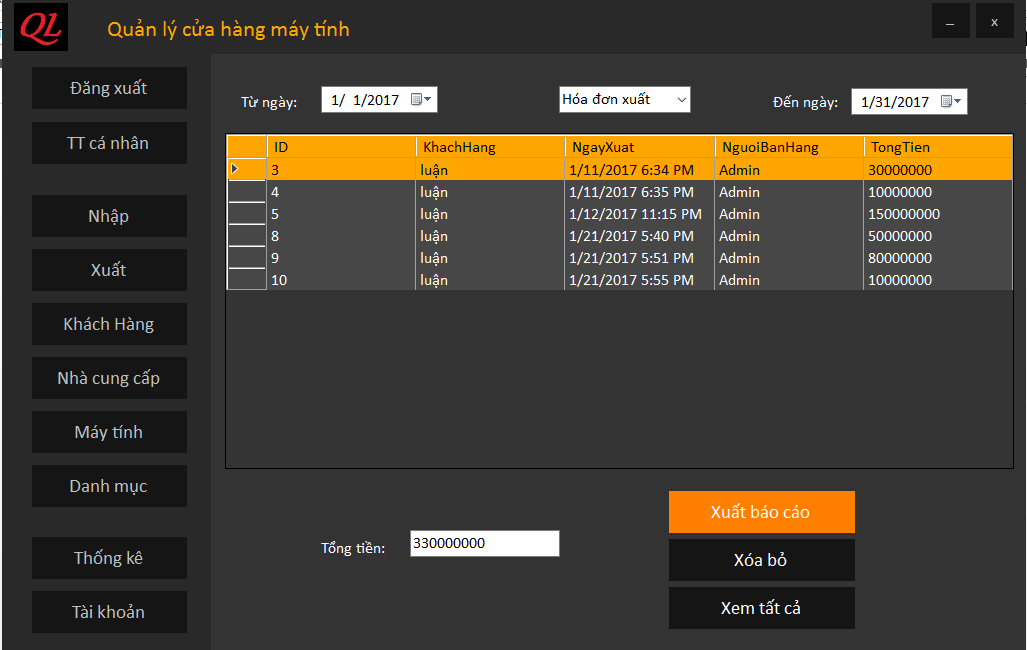 QL
Quản lý cửa hàng máy tính
_ x
Đăng xuất
TT cá nhân
Nhập
Xuất
Khách Hàng
Nhà cung cấp
Máy tính
Danh mục
Thống kê
Tài khoản
Từ ngày: 1/ 1/2017 Hóa đơn xuất Đến ngày: 1/31/2017
ID KhachHang NgayXuat NguoiBanHang TongTien
3 luận 1/11/2017 6:34 PM Admin 30000000
4 luận 1/11/2017 6:35 PM Admin 10000000
5 luận 1/12/2017 11:15 PM Admin 150000000
8 luận 1/21/2017 5:40 PM Admin 50000000
9 luận 1/21/2017 5:51 PM Admin 80000000
10 luận 1/21/2017 5:55 PM Admin 10000000
Tổng tiền: 330000000
Xuất báo cáo
Xóa bỏ
Xem tất cả